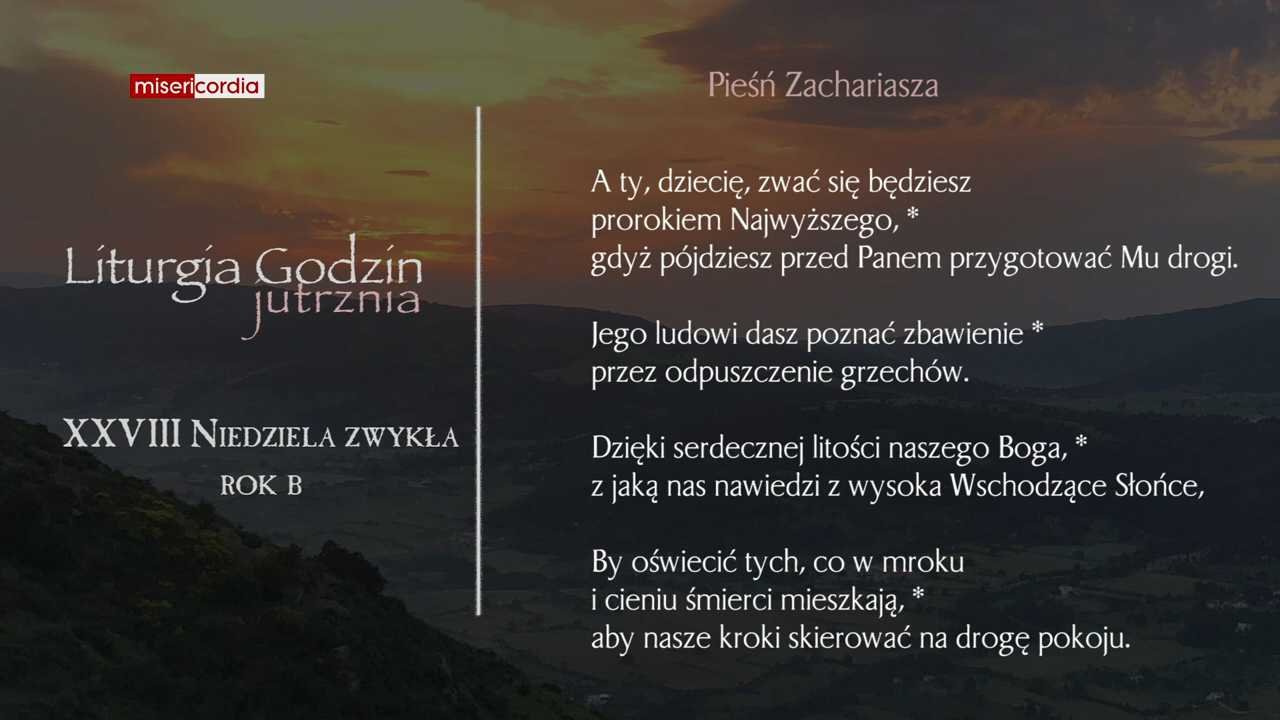 misericordia
Liturgia Godzin
jutrznia
XXVIII Niedziela zwykła
rok B
Pieśń Zachariasza
A ty, dziecię, zwać się będziesz
prorokiem Najwyższego, *
gdyż pójdziesz przed Panem przygotować Mu drogi.
Jego ludowi dasz poznać zbawienie *
przez odpuszczenie grzechów.
Dzięki serdecznej litości naszego Boga, *
z jaką nas nawiedzi z wysoka Wschodzące Słońce,
By oświecić tych, co w mroku
i cieniu śmierci mieszkają, *
aby nasze kroki skierować na drogę pokoju.